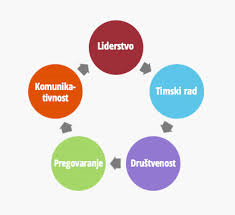 Liderstvo
Timski rad
Društvenost
Pregovaranje
Komunika-
tivnost